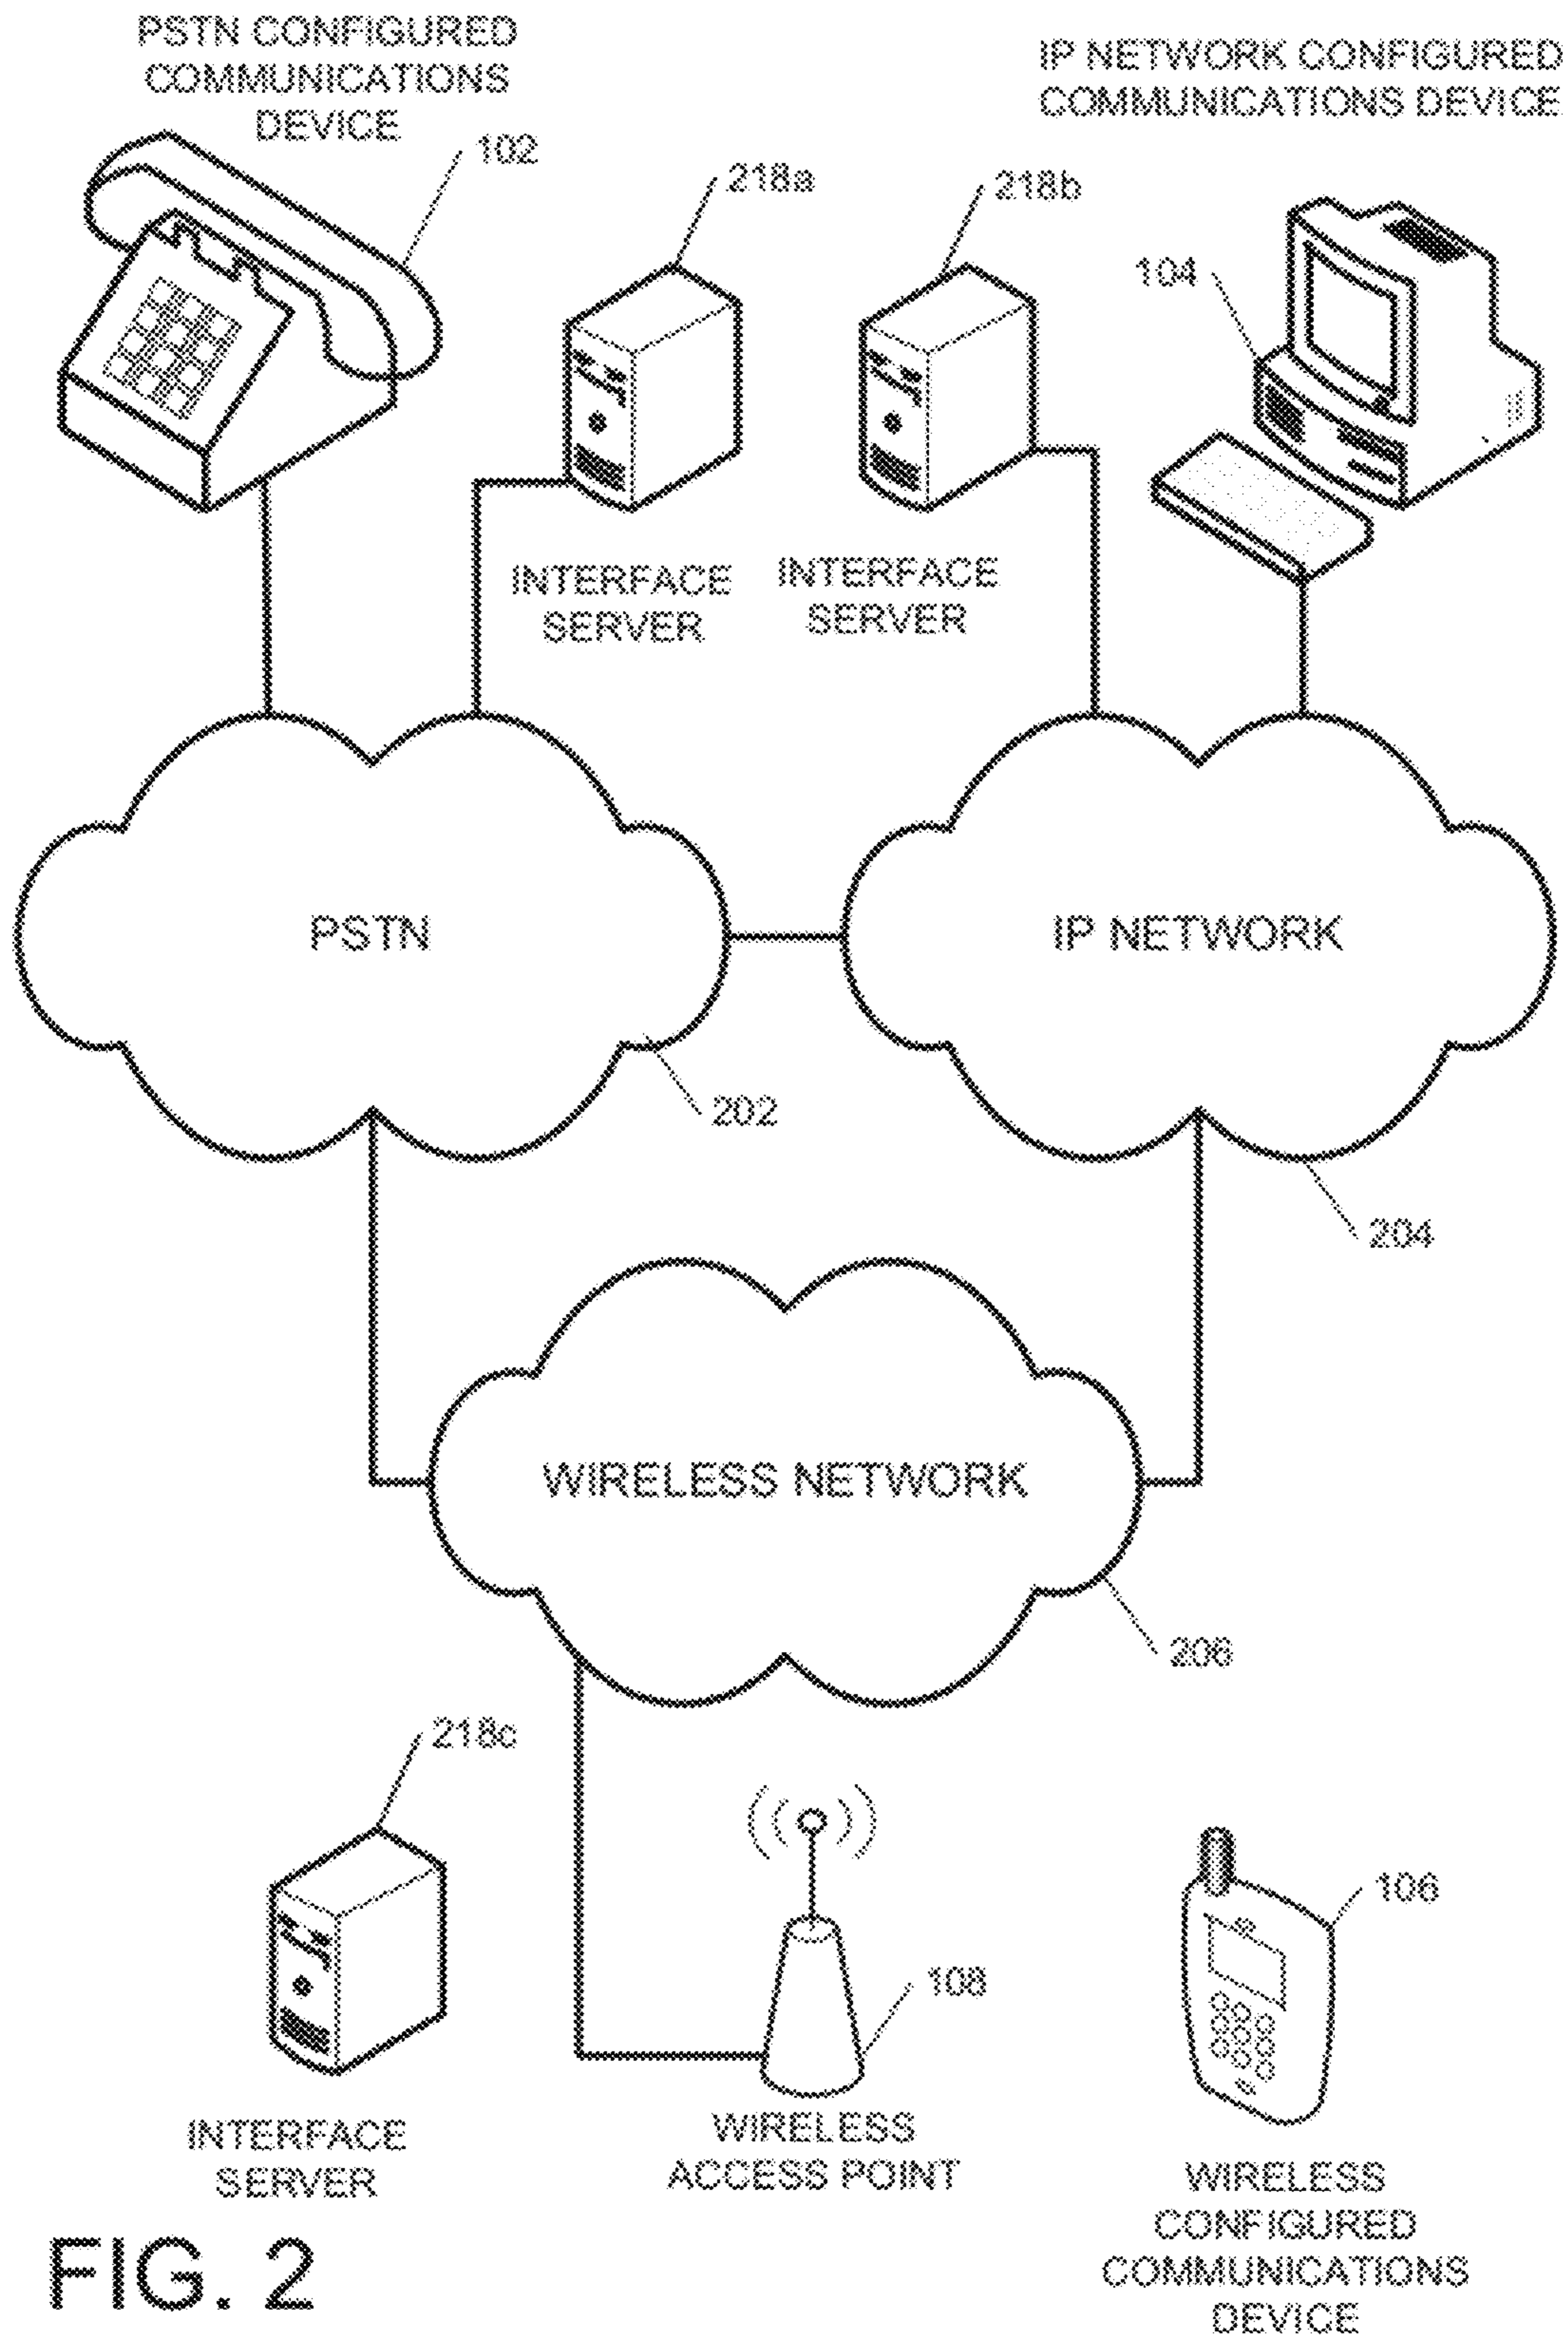 PSTN CONFIGURED
COMMUNICATIONS
DEVICE
IP NETWORK CONFIGURED
COMMUNICATIONS DEVICE
102
218a
218b
104
INTERFACE
SERVER
INTERFACE
SERVER
PSTN
IP NETWORK
202
204
WIRELESS NETWORK
206
218c
106
108
INTERFACE
SERVER
WIRELESS
ACCESS POINT
WIRELESS
CONFIGURED
COMMUNICATIONS
DEVICE
FIG. 2